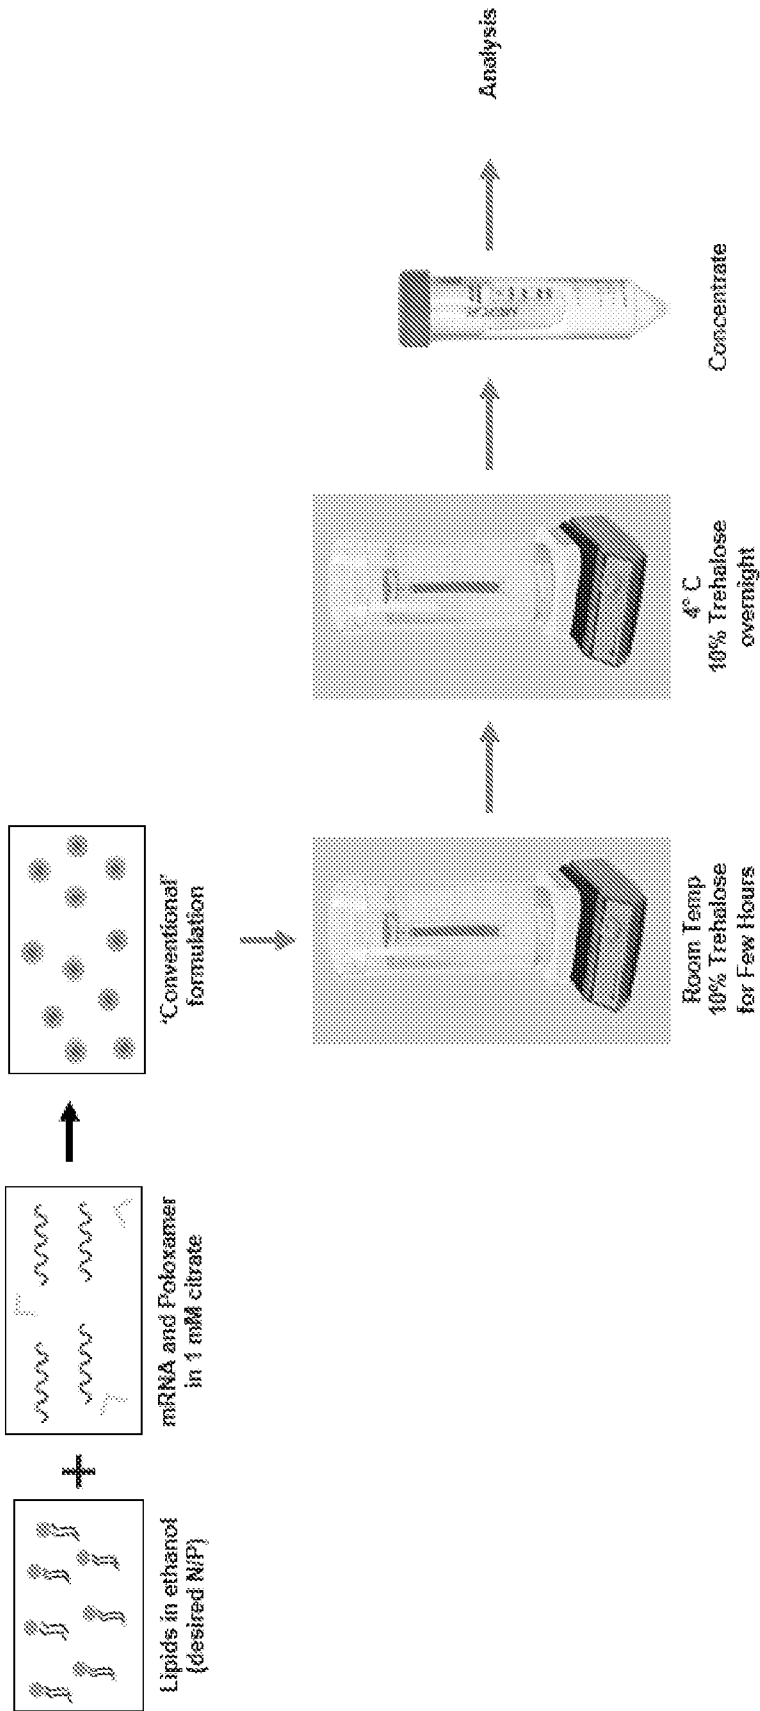 Lipids in ethanol
(desired N/P)
+
mRNA and Poloxamer
in 1 mM citrate
'Conventional'
formulation
Room Temp
10% Trehalose
for Few Hours
4° C
10% Trehalose
overnight
Concentrate
Analysis